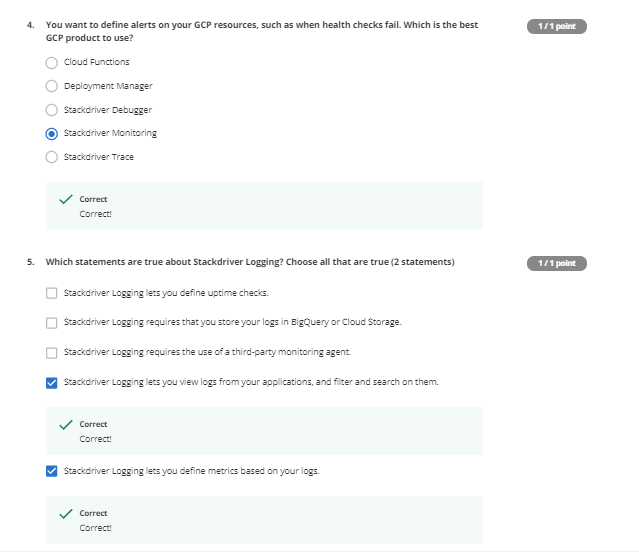 4. You want to define alerts on your GCP resources, such as when health checks fail. Which is the best
1 / 1 point
GCP product to use?
Cloud Functions
Deployment Manager
Stackdriver Debugger
Stackdriver Monitoring
Stackdriver Trace
Correct
Correct!
5. Which statements are true about Stackdriver Logging? Choose all that are true (2 statements)
1 / 1 point
Stackdriver Logging lets you define uptime checks.
Stackdriver Logging requires that you store your logs in BigQuery or Cloud Storage.
Stackdriver Logging requires the use of a third-party monitoring agent.
Stackdriver Logging lets you view logs from your applications, and filter and search on them.
Correct
Correct!
Stackdriver Logging lets you define metrics based on your logs.
Correct
Correct!